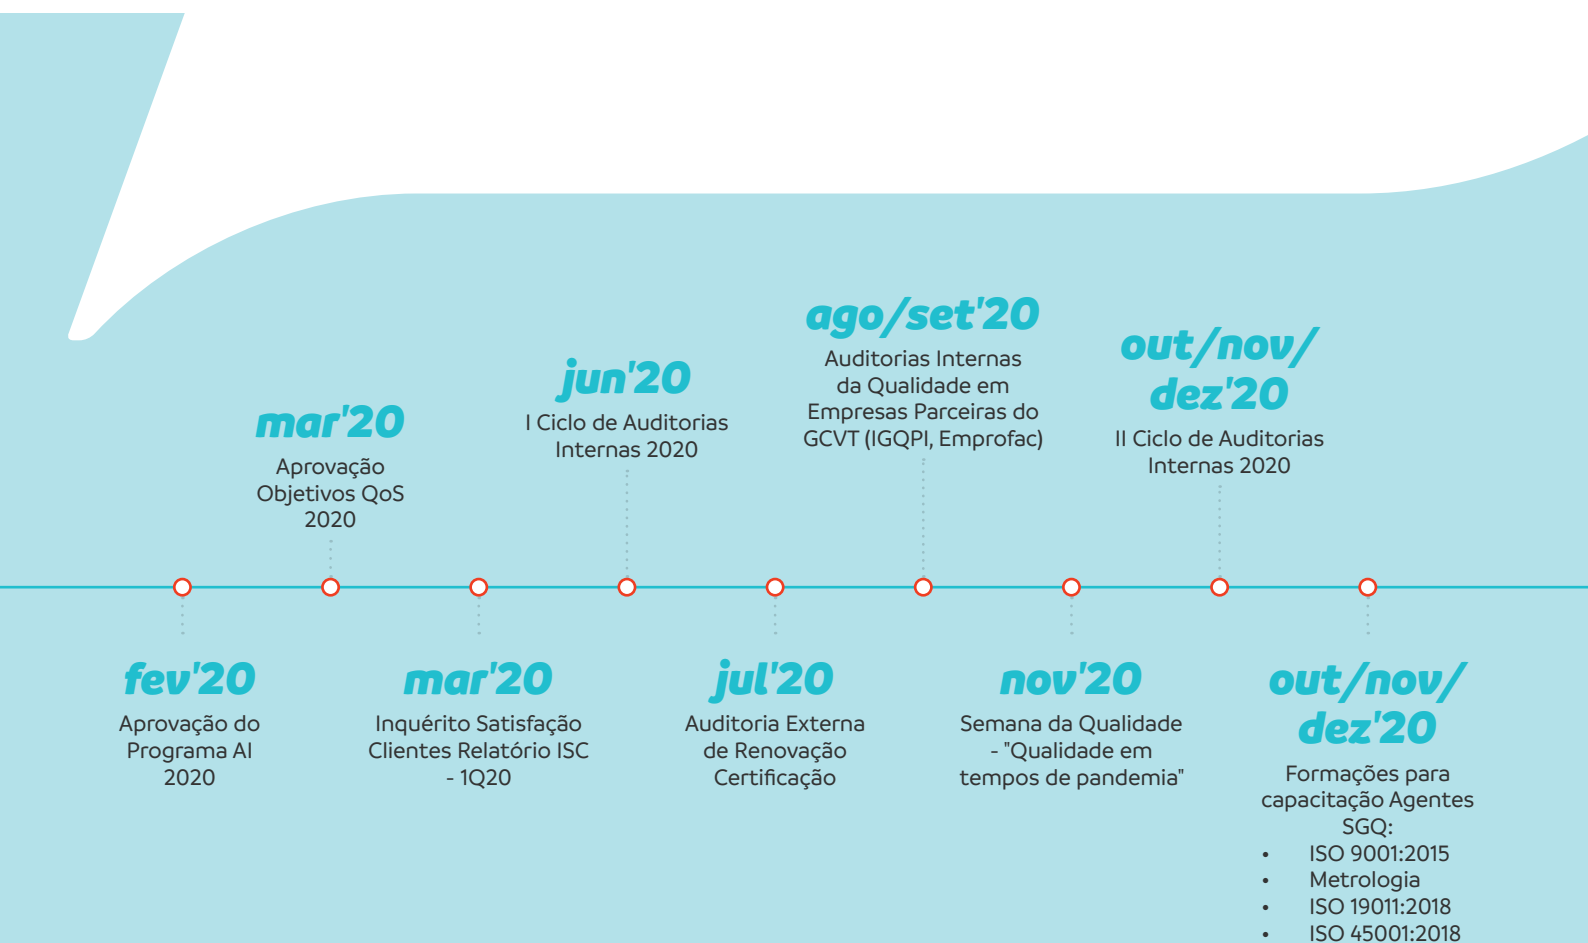 fev'20
Aprovação do
Programa AI
2020
mar'20
Aprovação
Objetivos QoS
2020
mar'20
Inquérito Satisfação
Clientes Relatório ISC
- 1Q20
jun'20
I Ciclo de Auditorias
Internas 2020
jul'20
Auditoria Externa
de Renovação
Certificação
ago/set'20
Auditorias Internas
da Qualidade em
Empresas Parceiras do
GCVT (IGQPI, Emprofac)
nov'20
Semana da Qualidade
- "Qualidade em
tempos de pandemia"
out/nov/
dez'20
II Ciclo de Auditorias
Internas 2020
out/nov/
dez'20
Formações para
capacitação Agentes
SGQ:
• ISO 9001:2015
• Metrologia
• ISO 19011:2018
• ISO 45001:2018